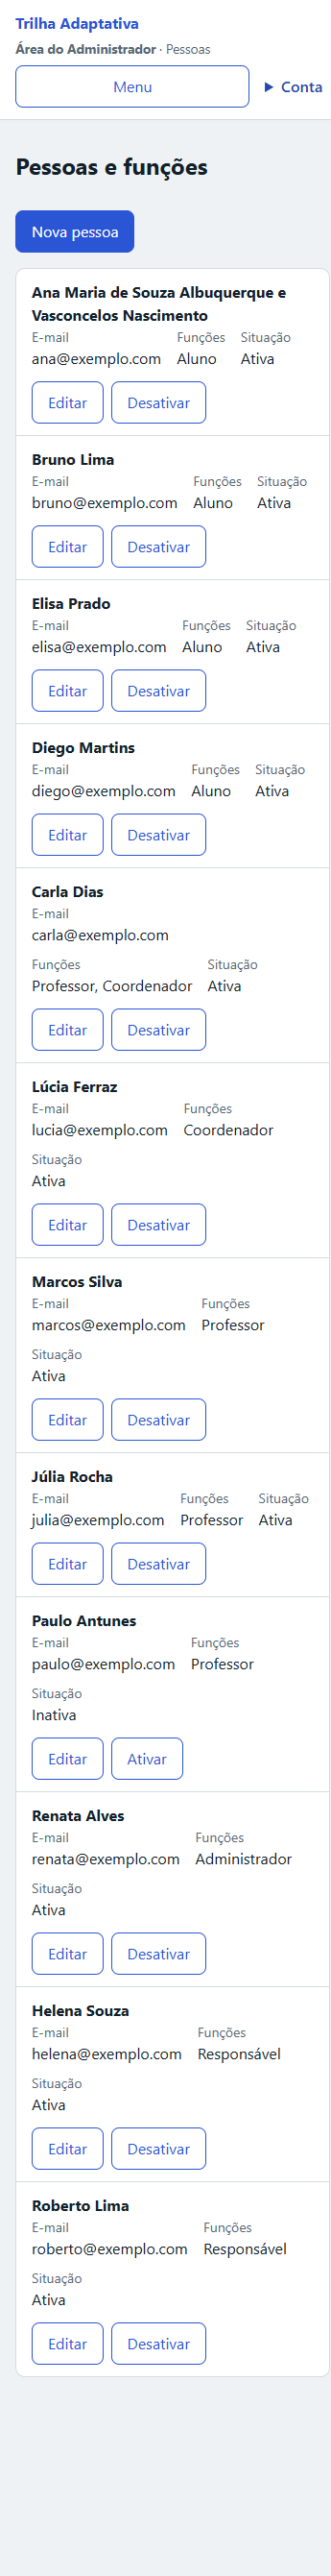 Trilha Adaptativa
Área do Administrador · Pessoas
Menu
Conta
Pessoas e funções
Nova pessoa
Ana Maria de Souza Albuquerque e
Vasconcelos Nascimento
E-mail Funções Situação
ana@exemplo.com Aluno Ativa
Editar Desativar
Bruno Lima
E-mail Funções Situação
bruno@exemplo.com Aluno Ativa
Editar Desativar
Elisa Prado
E-mail Funções Situação
elisa@exemplo.com Aluno Ativa
Editar Desativar
Diego Martins
E-mail Funções Situação
diego@exemplo.com Aluno Ativa
Editar Desativar
Carla Dias
E-mail
carla@exemplo.com
Funções Situação
Professor, Coordenador Ativa
Editar Desativar
Lúcia Ferraz
E-mail Funções
lucia@exemplo.com Coordenador
Situação
Ativa
Editar Desativar
Marcos Silva
E-mail Funções
marcos@exemplo.com Professor
Situação
Ativa
Editar Desativar
Júlia Rocha
E-mail Funções Situação
julia@exemplo.com Professor Ativa
Editar Desativar
Paulo Antunes
E-mail Funções
paulo@exemplo.com Professor
Situação
Inativa
Editar Ativar
Renata Alves
E-mail Funções
renata@exemplo.com Administrador
Situação
Ativa
Editar Desativar
Helena Souza
E-mail Funções
helena@exemplo.com Responsável
Situação
Ativa
Editar Desativar
Roberto Lima
E-mail Funções
roberto@exemplo.com Responsável
Situação
Ativa
Editar Desativar